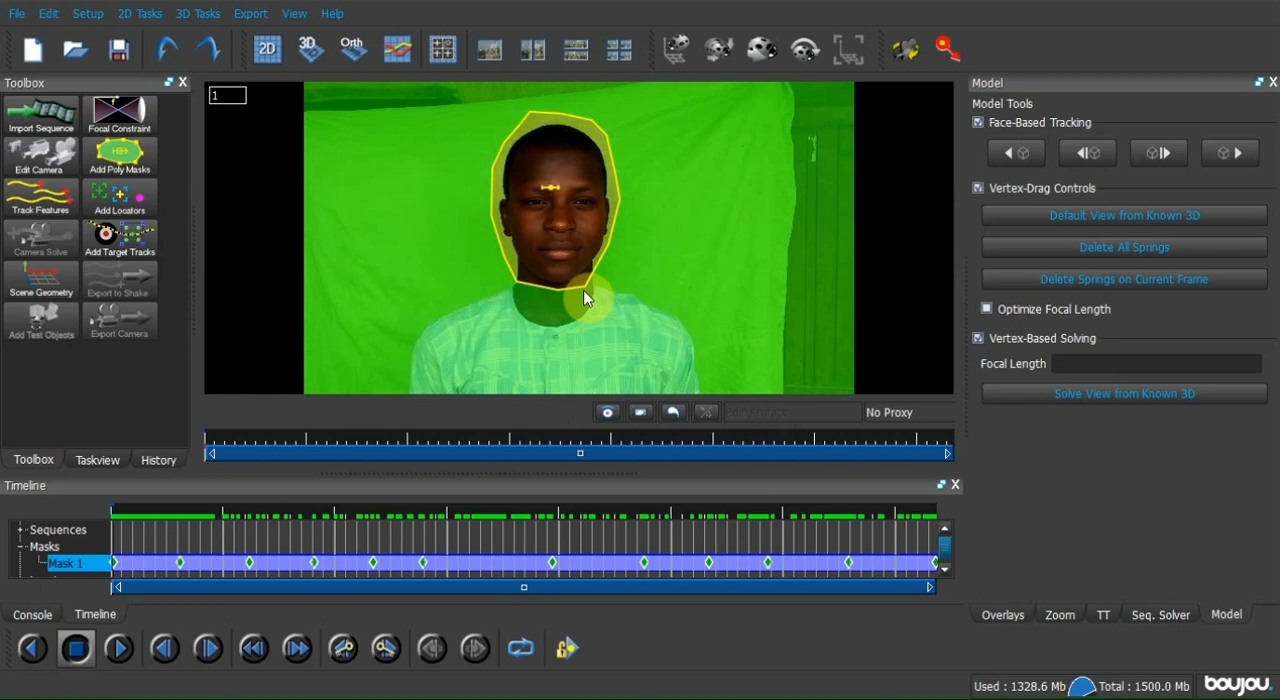 File Edit Setup 2D Tasks 3D Tasks Export View Help
2D 3D Orth
Toolbox
Import Sequence
Focal Constraint
Edit Camera
Add Poly Masks
Track Features
Add Locators
Camera Solve
Add Target Tracks
Scene Geometry
Export to Shake
Add Test Objects
Export Camera
Toolbox Taskview History
1
Edit Artifact
No Proxy
Model
Model Tools
Face-Based Tracking
Vertex-Drag Controls
Default View from Known 3D
Delete All Springs
Delete Springs on Current Frame
Optimize Focal Length
Vertex-Based Solving
Focal Length
Solve View from Known 3D
Timeline
Sequences
Masks
Mask 1
Console Timeline
Overlays Zoom TT Seq. Solver Model
Used : 1328.6 Mb Total : 1500.0 Mb
boujou